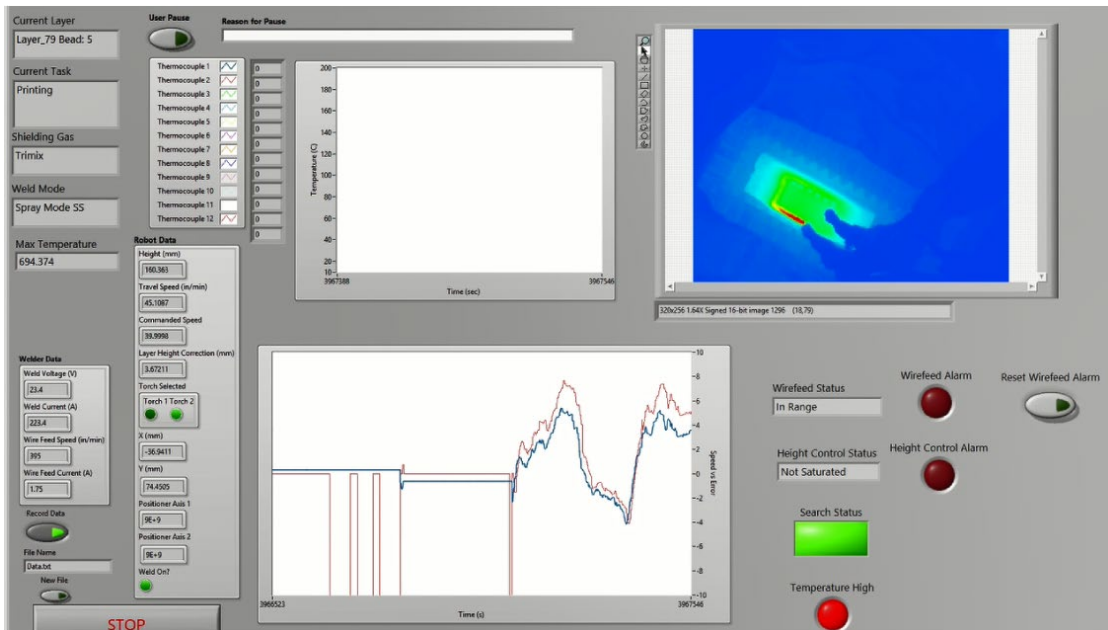 Current Layer
Layer_79 Bead: 5
Current Task
Printing
Shielding Gas
Trimix
Weld Mode
Spray Mode SS
Max Temperature
694.374
User Pause
Reason for Pause
Thermocouple 1
0
Thermocouple 2
0
Thermocouple 3
0
Thermocouple 4
0
Thermocouple 5
0
Thermocouple 6
0
Thermocouple 7
0
Thermocouple 8
0
Thermocouple 9
0
Thermocouple 10
0
Thermocouple 11
0
Thermocouple 12
0
Temperature (C)
200
180
160
140
120
100
80
60
40
20
10
3967388
3967546
Time (sec)
320x256 1.64X Signed 16-bit image 1296 (18,79)
Robot Data
Height (mm)
160.363
Travel Speed (in/min)
45.1087
Commanded Speed
39.9998
Layer Height Correction (mm)
3.67211
Torch Selected
Torch 1 Torch 2
X (mm)
-36.9411
Y (mm)
74.4505
Positioner Axis 1
9E+9
Positioner Axis 2
9E+9
Weld On?
Welder Data
Weld Voltage (V)
23.4
Weld Current (A)
223.4
Wire Feed Speed (in/min)
395
Wire Feed Current (A)
1.75
Record Data
File Name
Data.txt
New File
STOP
10
8
6
4
2
0
-2
-4
-6
-8
-10
Speed vs Error
3966523
3967546
Time (s)
Wirefeed Status
In Range
Wirefeed Alarm
Reset Wirefeed Alarm
Height Control Status
Not Saturated
Height Control Alarm
Search Status
Temperature High